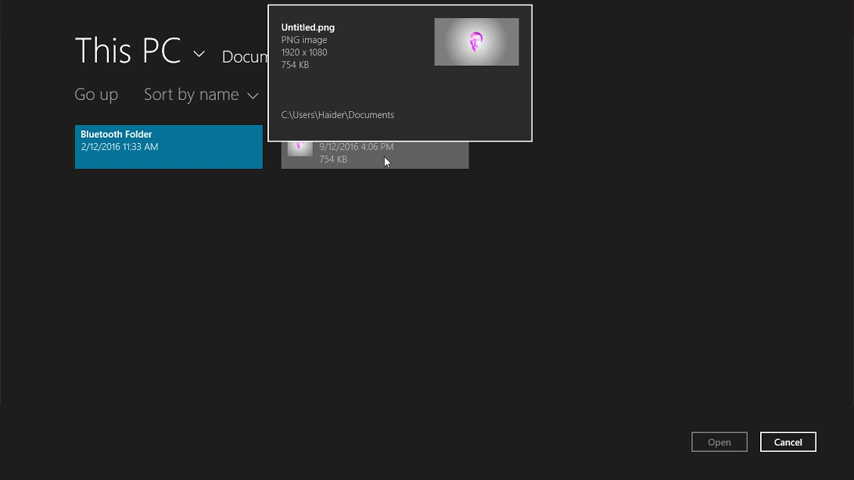 Untitled.png
PNG image
1920 x 1080
754 KB
C:\Users\Haider\Documents
This PC
Docum
Go up Sort by name
Bluetooth Folder
2/12/2016 11:33 AM
9/12/2016 4:06 PM
754 KB
Open Cancel